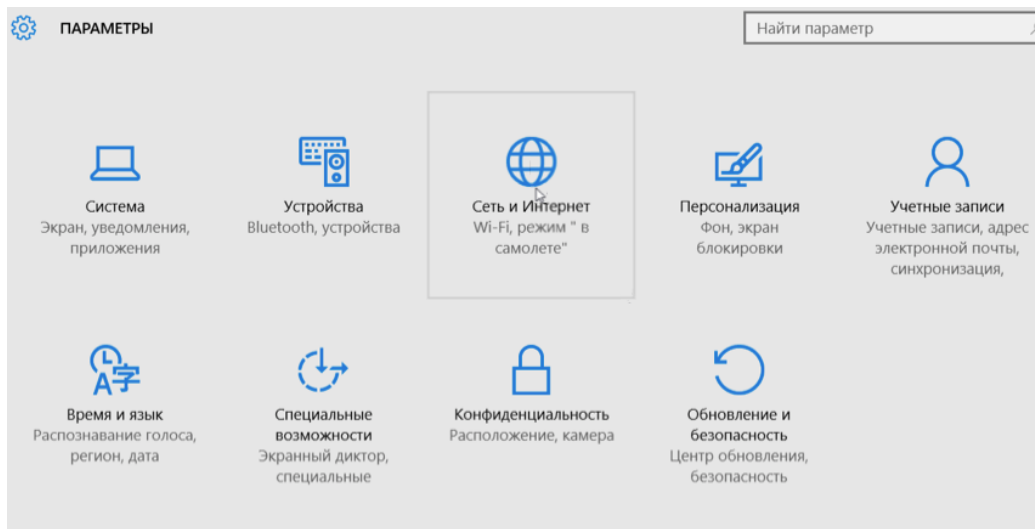 ПАРАМЕТРЫ
Найти параметр
Система
Экран, уведомления,
приложения
Устройства
Bluetooth, устройства
Сеть и Интернет
Wi-Fi, режим " в
самолете"
Персонализация
Фон, экран
блокировки
Учетные записи
Учетные записи, адрес
электронной почты,
синхронизация,
Время и язык
Распознавание голоса,
регион, дата
Специальные
возможности
Экранный диктор,
специальные
Конфиденциальность
Расположение, камера
Обновление и
безопасность
Центр обновления,
безопасность